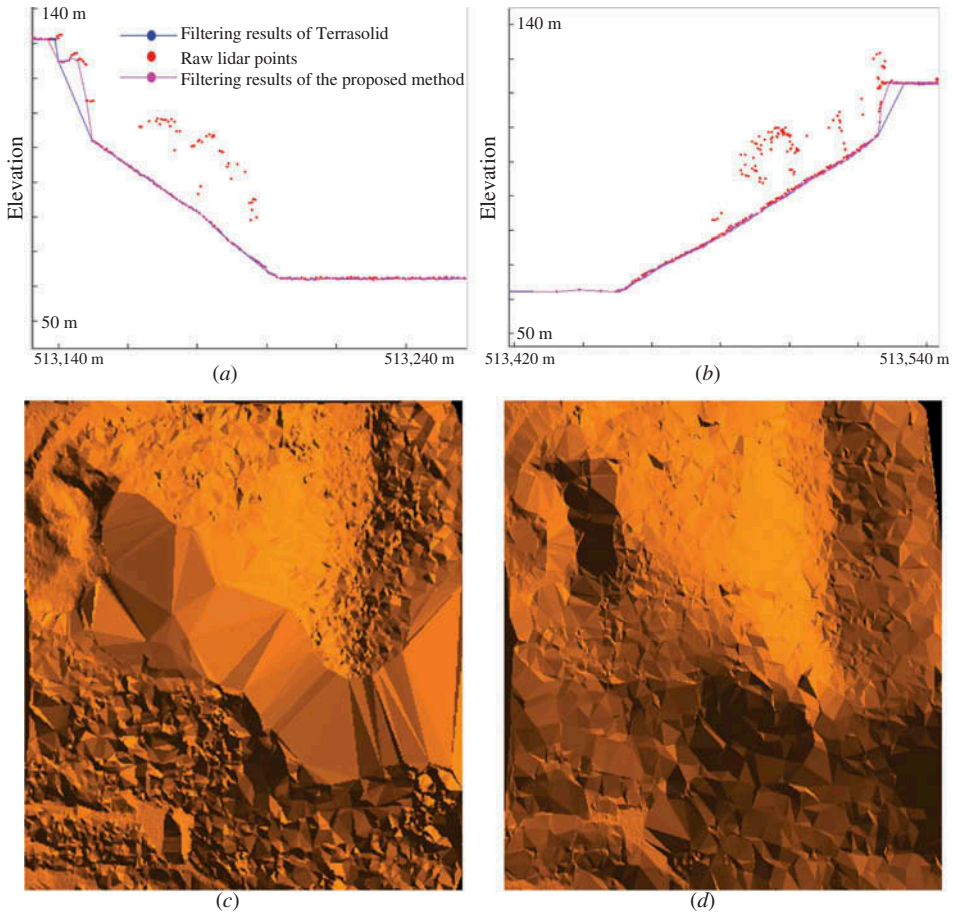 140 m
Filtering results of Terrasolid
Raw lidar points
Filtering results of the proposed method
Elevation
50 m
513,140 m
513,240 m
(a)
140 m
Elevation
50 m
513,420 m
513,540 m
(b)
(c)
(d)